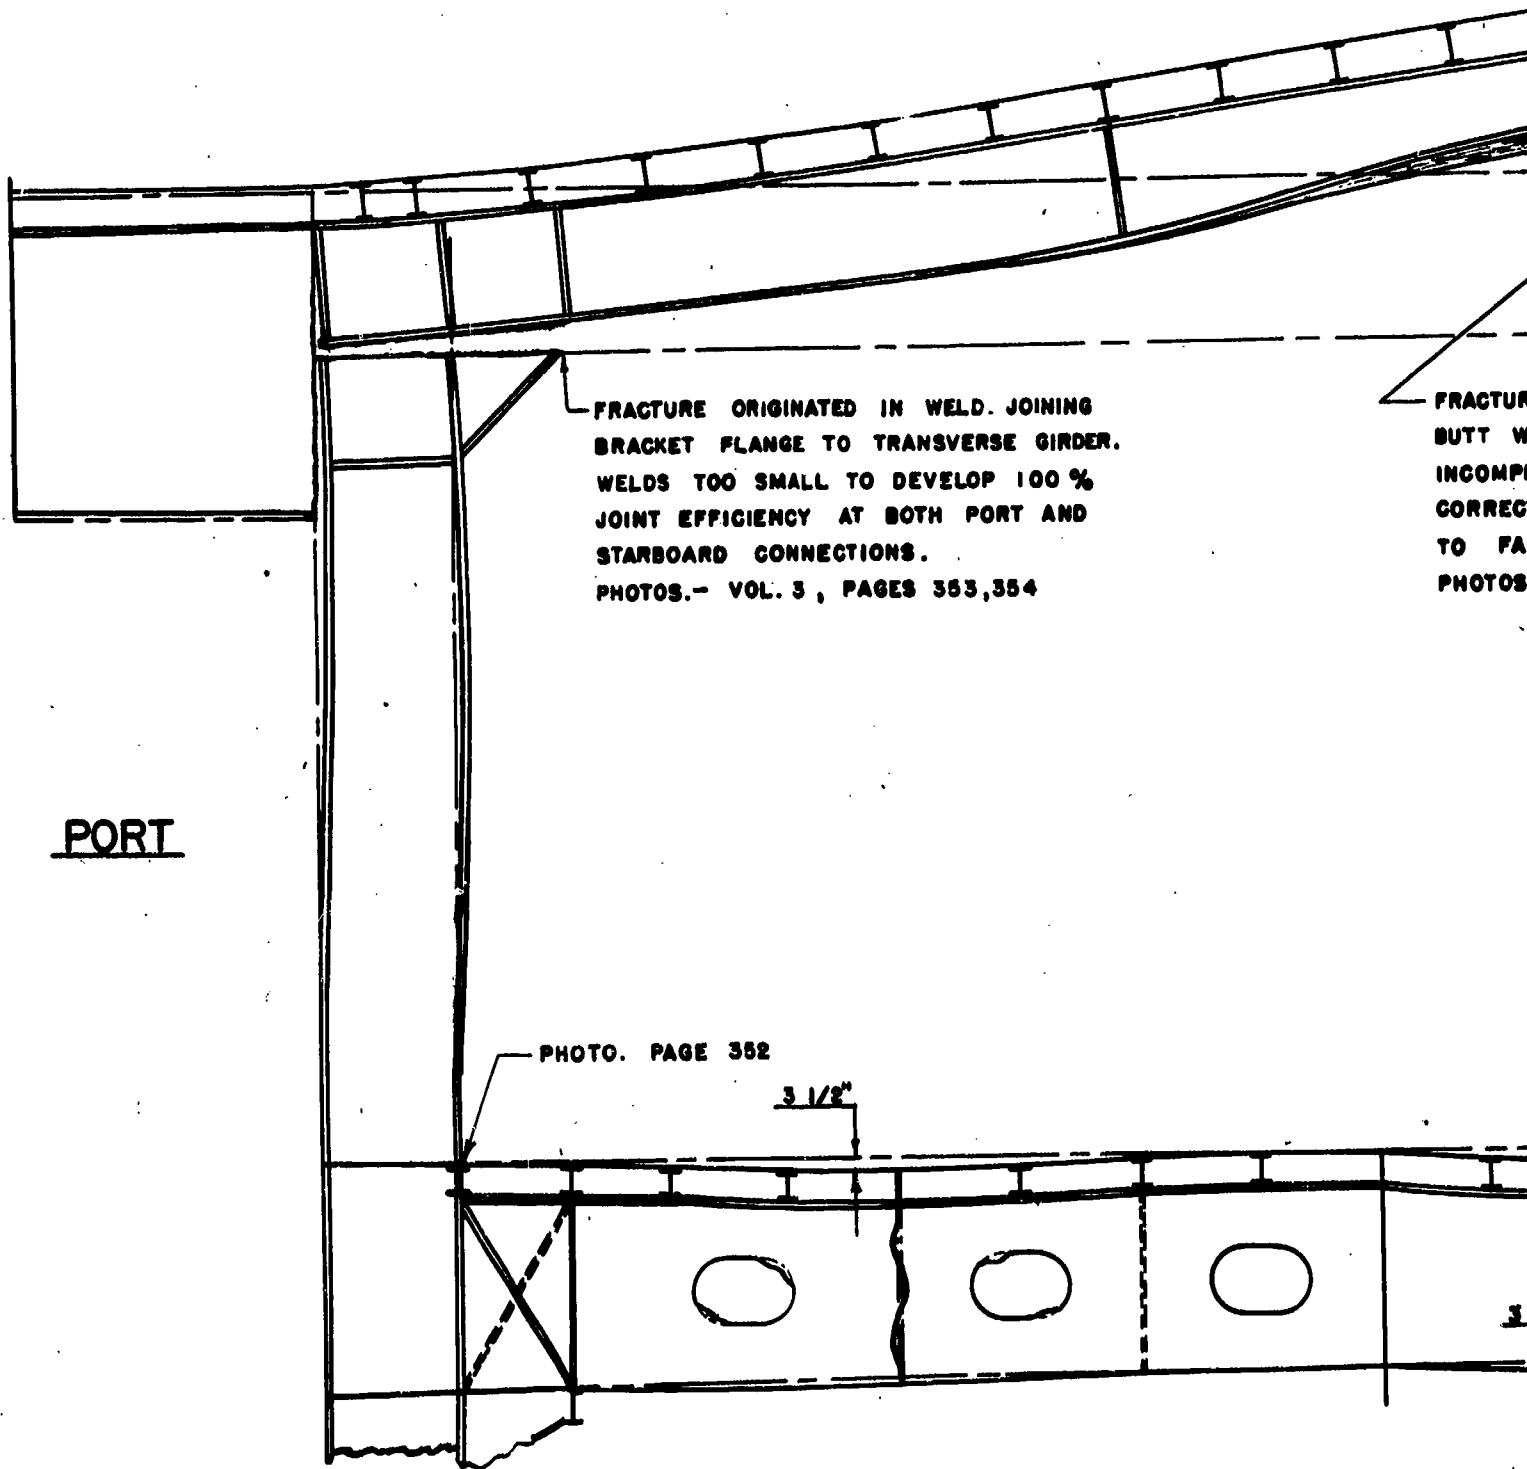 FRACTURE ORIGINATED IN WELD. JOINING
BRACKET FLANGE TO TRANSVERSE GIRDER.
WELDS TOO SMALL TO DEVELOP 100 %
JOINT EFFICIENCY AT BOTH PORT AND
STARBOARD CONNECTIONS.
PHOTOS.- VOL. 3, PAGES 353,354
FRACTUR
BUTT W
INCOMP
CORREC
TO FA
PHOTOS
PORT
PHOTO. PAGE 352
3 1/2"
3